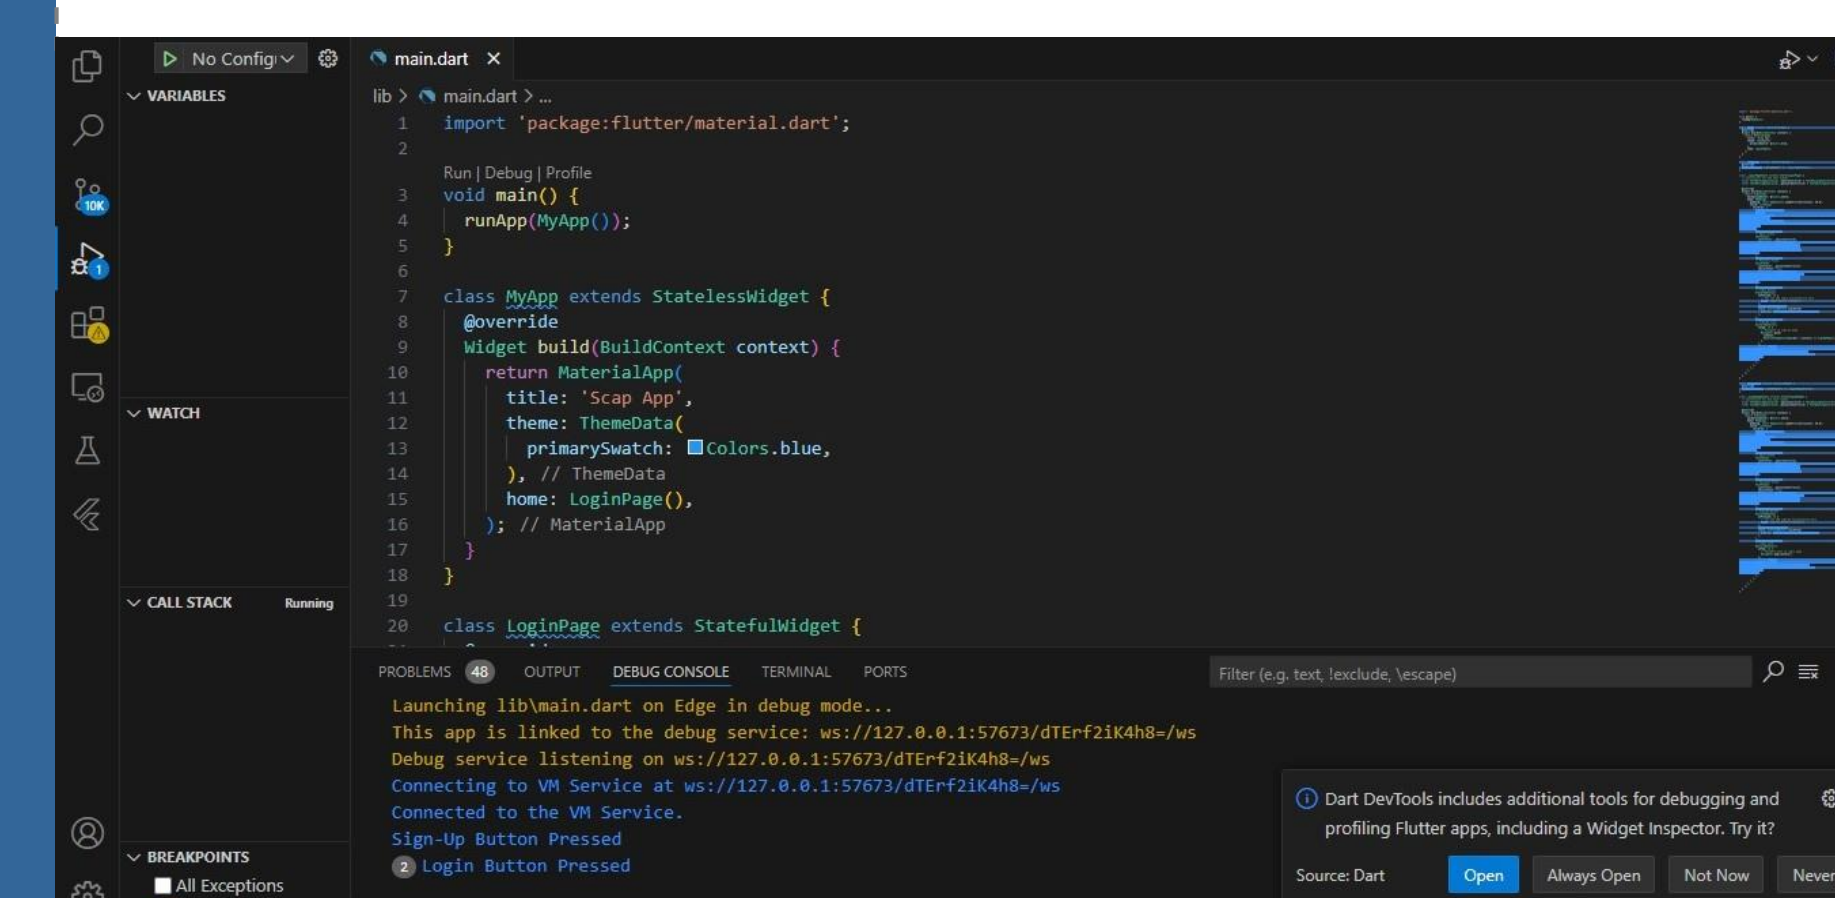 No Config
main.dart
VARIABLES
lib > main.dart > ...
1 import 'package:flutter/material.dart';
2
Run | Debug | Profile
3 void main() {
4 runApp(MyApp());
5 }
6
7 class MyApp extends StatelessWidget {
8 @override
9 Widget build(BuildContext context) {
10 return MaterialApp(
11 title: 'Scap App',
12 theme: ThemeData(
13 primarySwatch: Colors.blue,
14 ), // ThemeData
15 home: LoginPage(),
16 ); // MaterialApp
17 }
18 }
19
20 class LoginPage extends StatefulWidget {
10K
1
WATCH
CALL STACK Running
BREAKPOINTS
All Exceptions
PROBLEMS 48 OUTPUT DEBUG CONSOLE TERMINAL PORTS
Filter (e.g. text, !exclude, \escape)
Launching lib\main.dart on Edge in debug mode...
This app is linked to the debug service: ws://127.0.0.1:57673/dTErf2iK4h8=/ws
Debug service listening on ws://127.0.0.1:57673/dTErf2iK4h8=/ws
Connecting to VM Service at ws://127.0.0.1:57673/dTErf2iK4h8=/ws
Connected to the VM Service.
Sign-Up Button Pressed
2 Login Button Pressed
Dart DevTools includes additional tools for debugging and
profiling Flutter apps, including a Widget Inspector. Try it?
Source: Dart Open Always Open Not Now Never